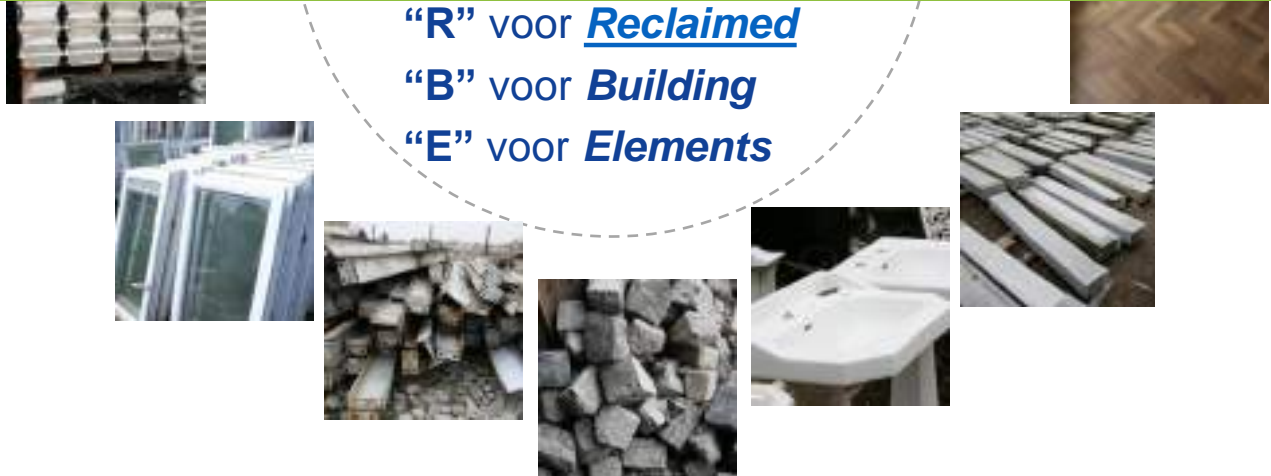 “R” voor Reclaimed
“B” voor Building
“E” voor Elements